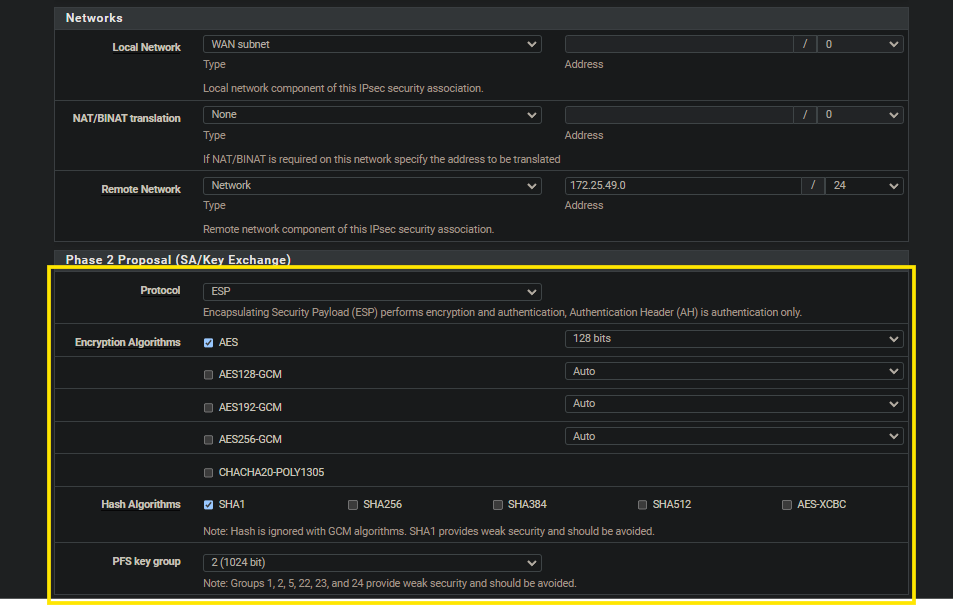 Networks
Local Network WAN subnet / 0
Type Address
Local network component of this IPsec security association.
NAT/BINAT translation None / 0
Type Address
If NAT/BINAT is required on this network specify the address to be translated
Remote Network Network 172.25.49.0 / 24
Type Address
Remote network component of this IPsec security association.
Phase 2 Proposal (SA/Key Exchange)
Protocol ESP
Encapsulating Security Payload (ESP) performs encryption and authentication, Authentication Header (AH) is authentication only.
Encryption Algorithms AES 128 bits
AES128-GCM Auto
AES192-GCM Auto
AES256-GCM Auto
CHACHA20-POLY1305
Hash Algorithms SHA1 SHA256 SHA384 SHA512 AES-XCBC
Note: Hash is ignored with GCM algorithms. SHA1 provides weak security and should be avoided.
PFS key group 2 (1024 bit)
Note: Groups 1, 2, 5, 22, 23, and 24 provide weak security and should be avoided.